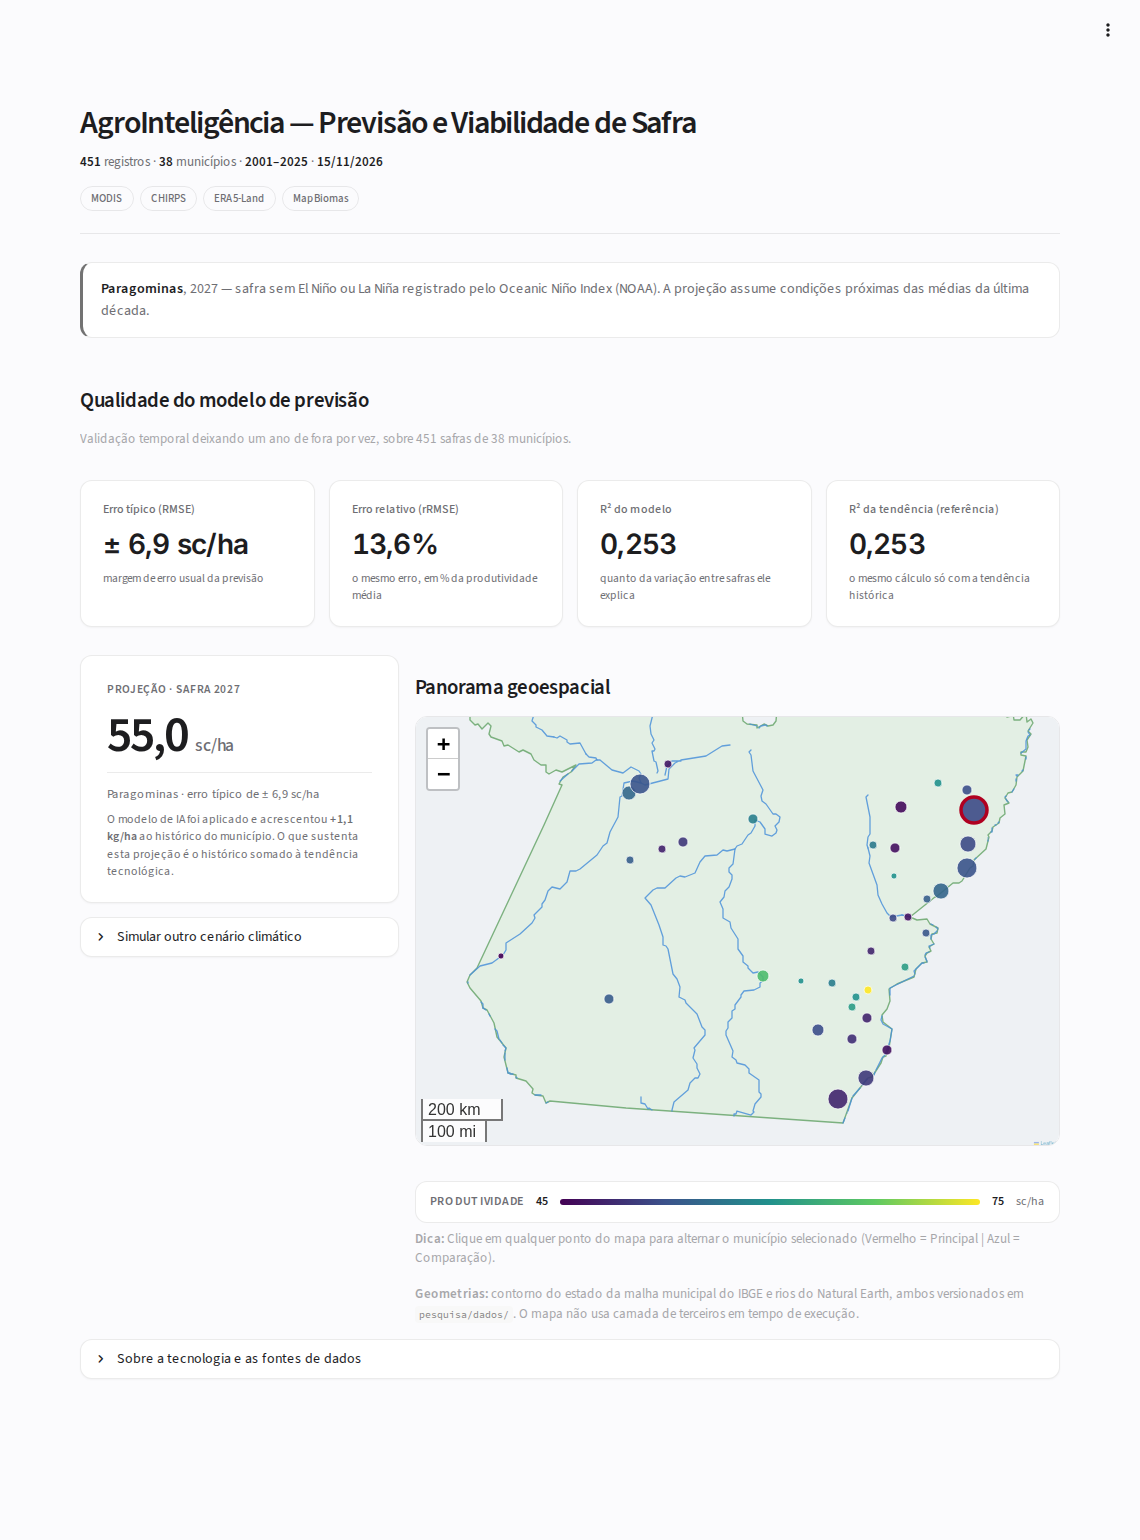 AgroInteligência — Previsão e Viabilidade de Safra
451 registros · 38 municípios · 2001–2025 · 15/11/2026
MODIS CHIRPS ERA5-Land MapBiomas
Paragominas, 2027 — safra sem El Niño ou La Niña registrado pelo Oceanic Niño Index (NOAA). A projeção assume condições próximas das médias da última
década.
Qualidade do modelo de previsão
Validação temporal deixando um ano de fora por vez, sobre 451 safras de 38 municípios.
Erro típico (RMSE)
± 6,9 sc/ha
margem de erro usual da previsão
Erro relativo (rRMSE)
13,6%
o mesmo erro, em % da produtividade
média
R² do modelo
0,253
quanto da variação entre safras ele
explica
R² da tendência (referência)
0,253
o mesmo cálculo só com a tendência
histórica
PROJEÇÃO · SAFRA 2027
55,0 sc/ha
Paragominas · erro típico de ± 6,9 sc/ha
O modelo de IA foi aplicado e acrescentou +1,1
kg/ha ao histórico do município. O que sustenta
esta projeção é o histórico somado à tendência
tecnológica.
Simular outro cenário climático
Panorama geoespacial
+
−
200 km
100 mi
PRODUTIVIDADE 45 75 sc/ha
Dica: Clique em qualquer ponto do mapa para alternar o município selecionado (Vermelho = Principal | Azul =
Comparação).
Geometrias: contorno do estado da malha municipal do IBGE e rios do Natural Earth, ambos versionados em
pesquisa/dados/ . O mapa não usa camada de terceiros em tempo de execução.
Sobre a tecnologia e as fontes de dados